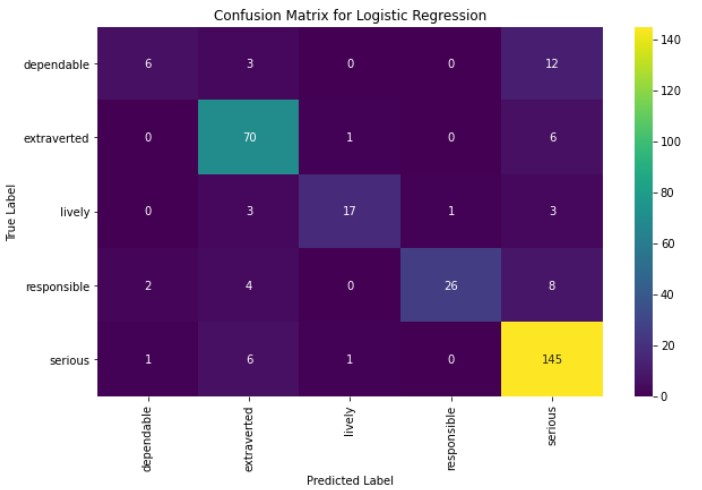 Confusion Matrix for Logistic Regression
True Label
dependable 6 3 0 0 12
extraverted 0 70 1 0 6
lively 0 3 17 1 3
responsible 2 4 0 26 8
serious 1 6 1 0 145
dependable
extraverted
lively
responsible
serious
Predicted Label
140
120
100
80
60
40
20
0